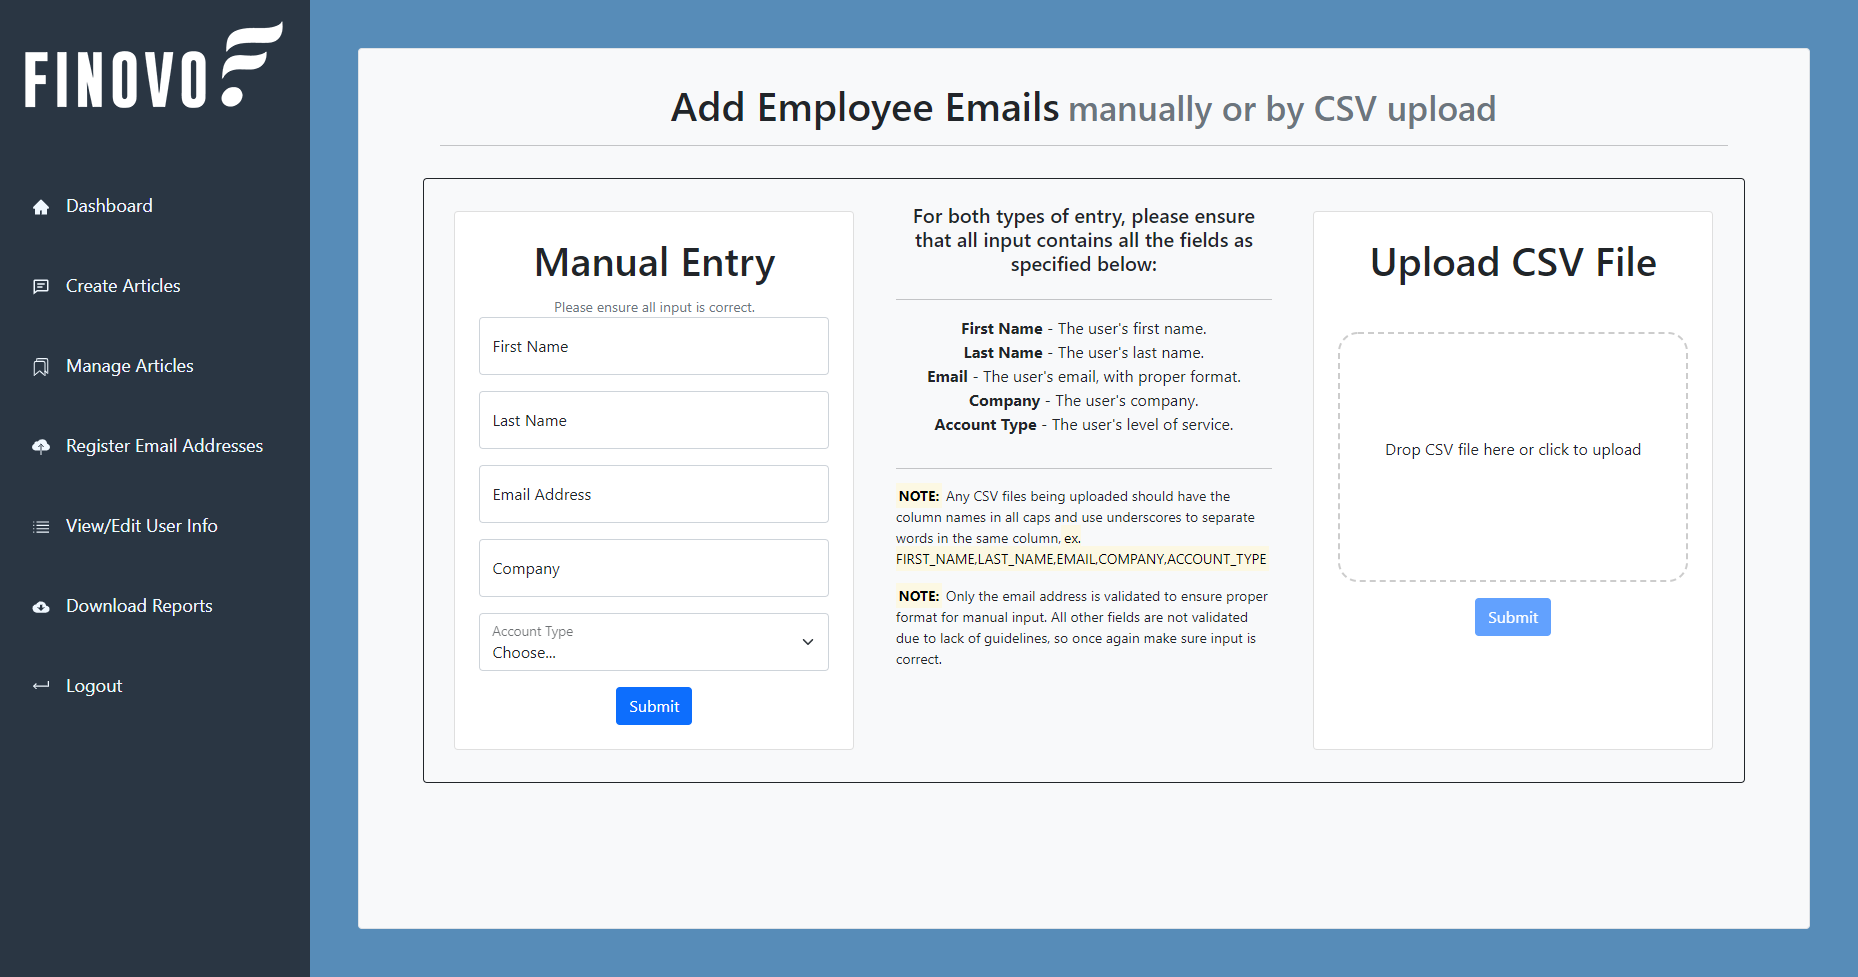 FINOVO
Dashboard
Create Articles
Manage Articles
Register Email Addresses
View/Edit User Info
Download Reports
Logout
Add Employee Emails manually or by CSV upload
Manual Entry
Please ensure all input is correct.
First Name
Last Name
Email Address
Company
Account Type
Choose...
Submit
For both types of entry, please ensure
that all input contains all the fields as
specified below:
First Name - The user's first name.
Last Name - The user's last name.
Email - The user's email, with proper format.
Company - The user's company.
Account Type - The user's level of service.
NOTE: Any CSV files being uploaded should have the
column names in all caps and use underscores to separate
words in the same column, ex.
FIRST_NAME,LAST_NAME,EMAIL,COMPANY,ACCOUNT_TYPE
NOTE: Only the email address is validated to ensure proper
format for manual input. All other fields are not validated
due to lack of guidelines, so once again make sure input is
correct.
Upload CSV File
Drop CSV file here or click to upload
Submit